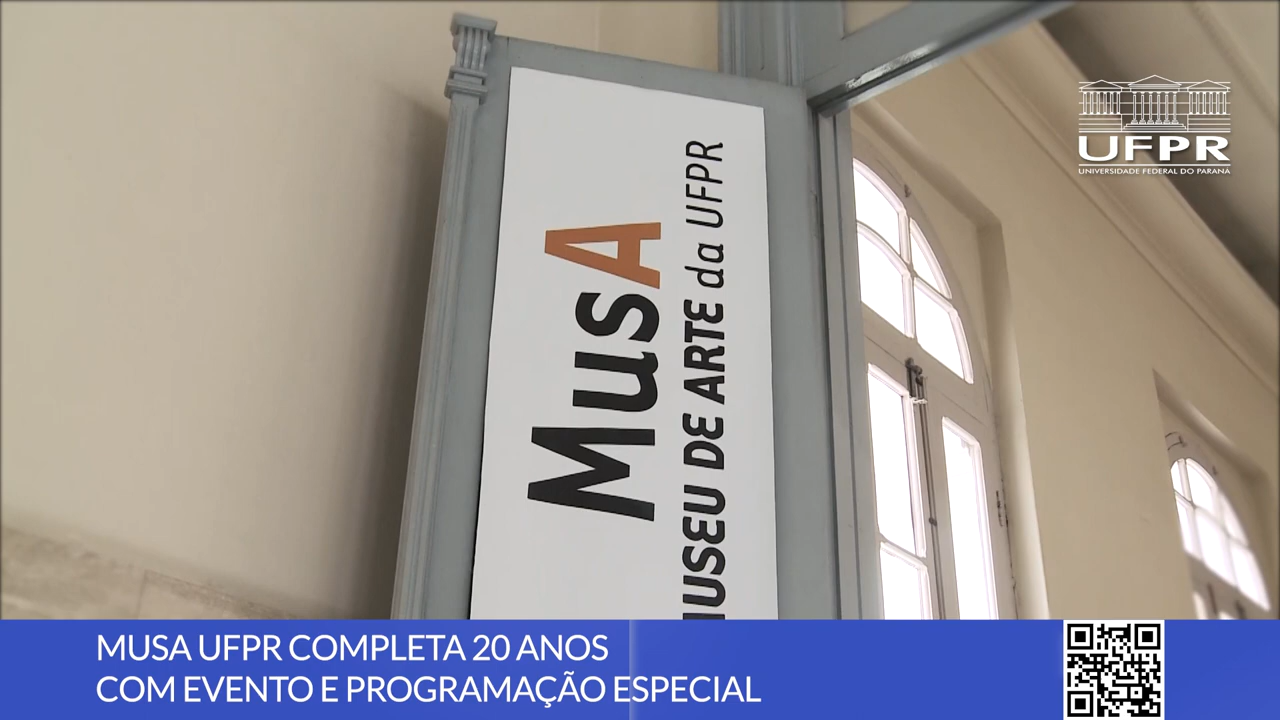 UFPR
UNIVERSIDADE FEDERAL DO PARANÁ
MusA
MUSEU DE ARTE da UFPR
MUSA UFPR COMPLETA 20 ANOS
COM EVENTO E PROGRAMAÇÃO ESPECIAL